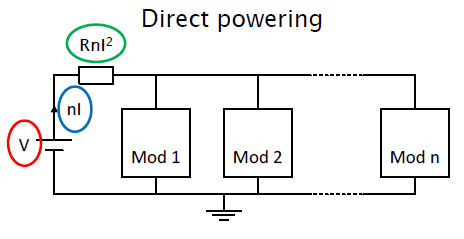 Direct powering
RnI²
nI
V
Mod 1
Mod 2
Mod n